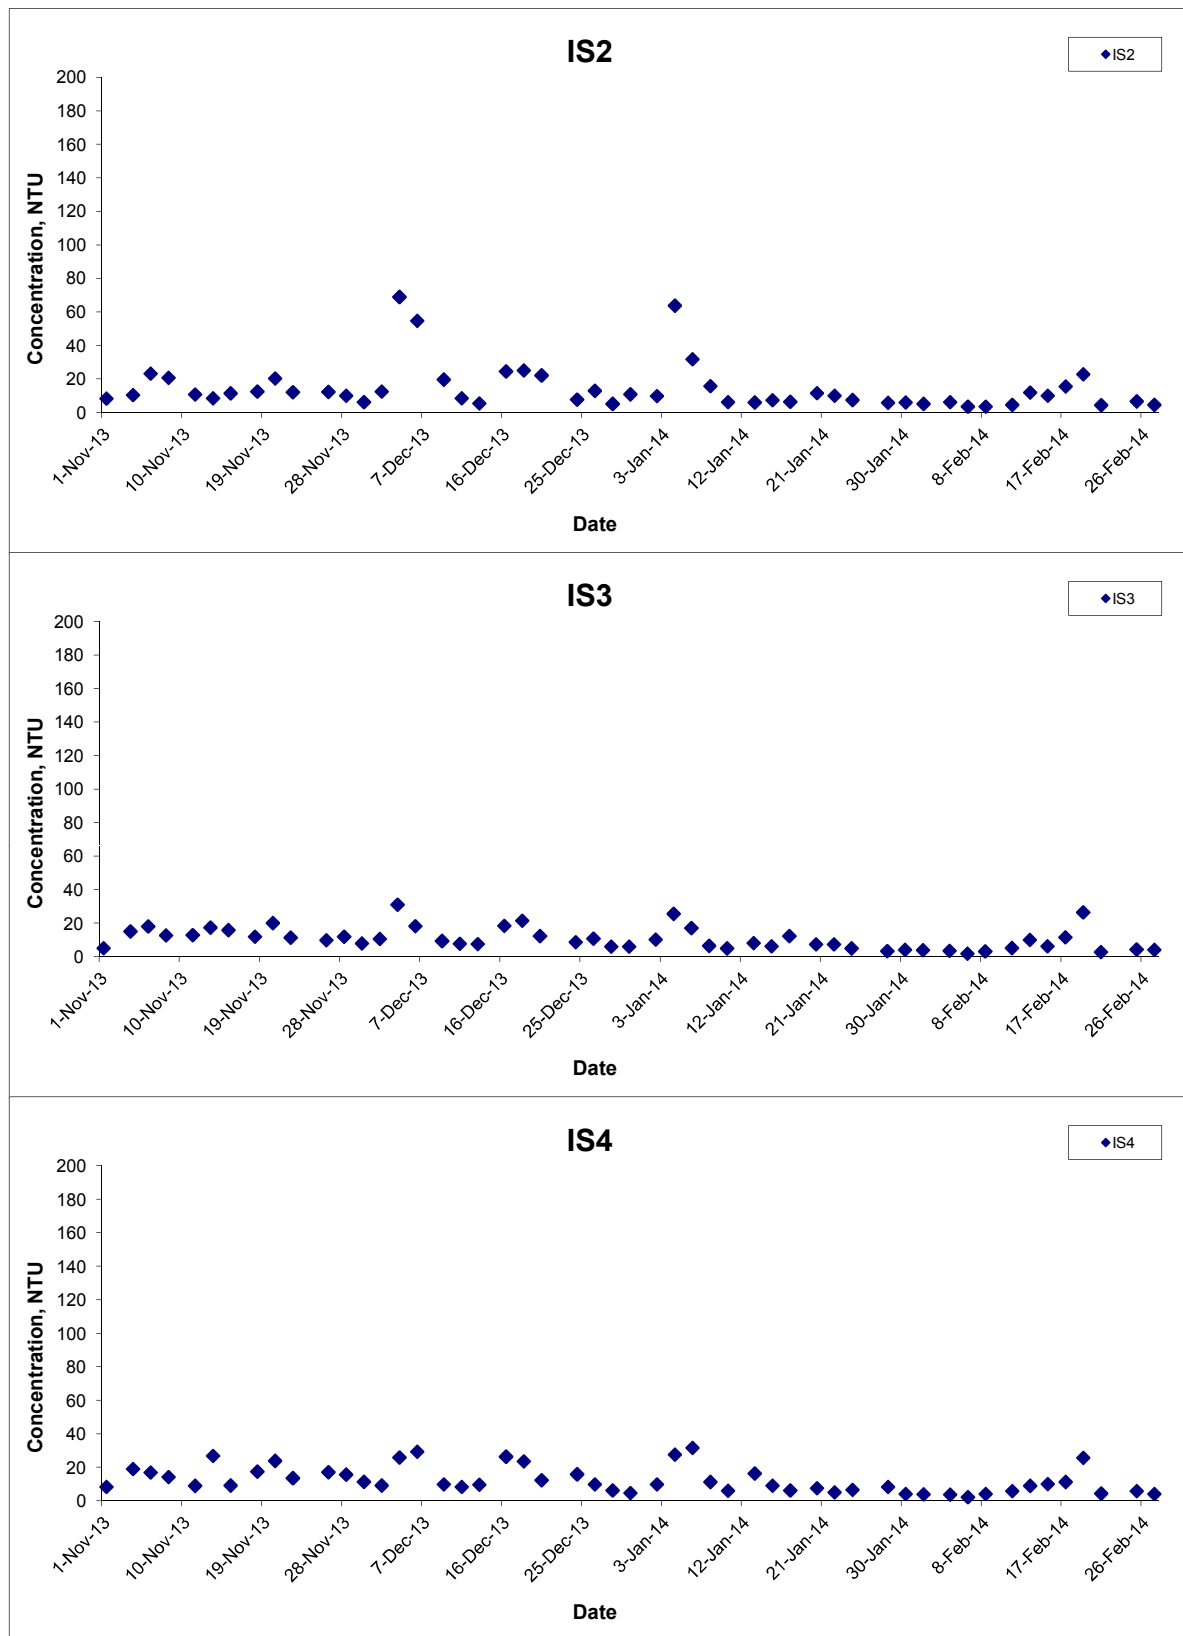 IS2
IS2
Concentration, NTU
200
180
160
140
120
100
80
60
40
20
0
1-Nov-13
10-Nov-13
19-Nov-13
28-Nov-13
7-Dec-13
16-Dec-13
25-Dec-13
3-Jan-14
12-Jan-14
21-Jan-14
30-Jan-14
8-Feb-14
17-Feb-14
26-Feb-14
Date
IS3
IS3
Concentration, NTU
200
180
160
140
120
100
80
60
40
20
0
1-Nov-13
10-Nov-13
19-Nov-13
28-Nov-13
7-Dec-13
16-Dec-13
25-Dec-13
3-Jan-14
12-Jan-14
21-Jan-14
30-Jan-14
8-Feb-14
17-Feb-14
26-Feb-14
Date
IS4
IS4
Concentration, NTU
200
180
160
140
120
100
80
60
40
20
0
1-Nov-13
10-Nov-13
19-Nov-13
28-Nov-13
7-Dec-13
16-Dec-13
25-Dec-13
3-Jan-14
12-Jan-14
21-Jan-14
30-Jan-14
8-Feb-14
17-Feb-14
26-Feb-14
Date